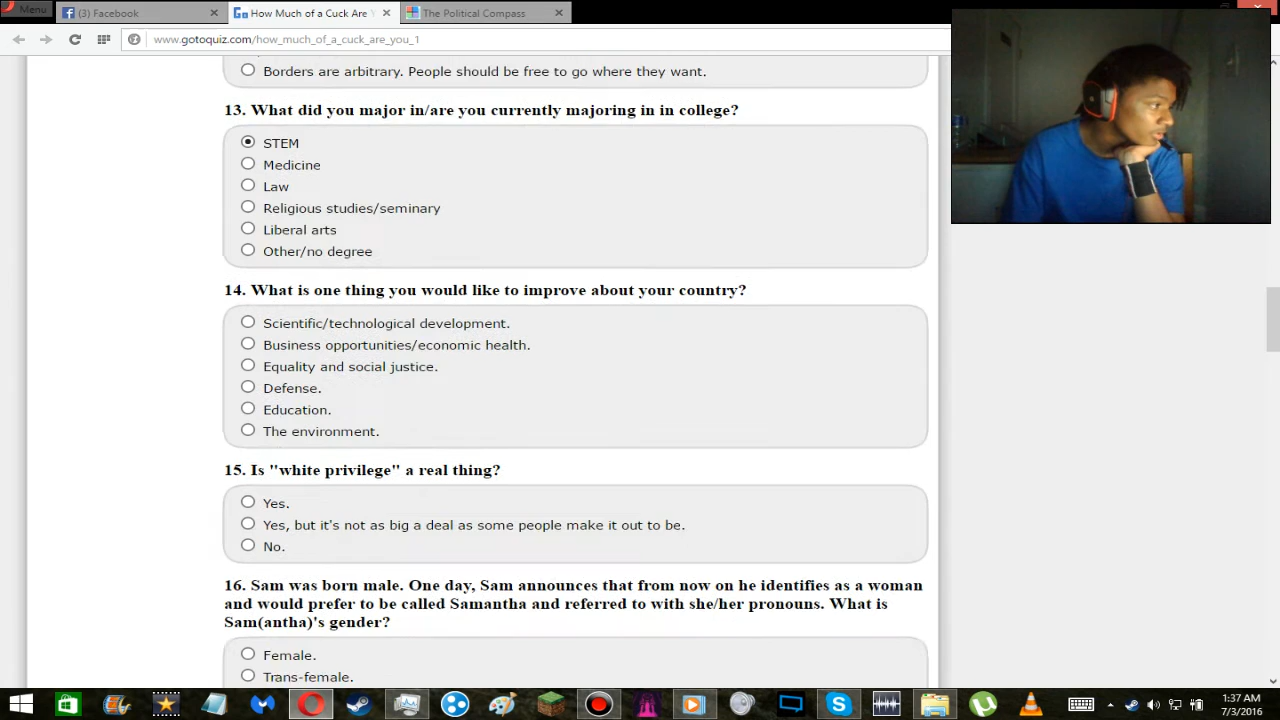 Menu
(3) Facebook
How Much of a Cuck Are Y
The Political Compass
www.gotoquiz.com/how_much_of_a_cuck_are_you_1
Borders are arbitrary. People should be free to go where they want.
13. What did you major in/are you currently majoring in in college?
STEM
Medicine
Law
Religious studies/seminary
Liberal arts
Other/no degree
14. What is one thing you would like to improve about your country?
Scientific/technological development.
Business opportunities/economic health.
Equality and social justice.
Defense.
Education.
The environment.
15. Is "white privilege" a real thing?
Yes.
Yes, but it's not as big a deal as some people make it out to be.
No.
16. Sam was born male. One day, Sam announces that from now on he identifies as a woman
and would prefer to be called Samantha and referred to with she/her pronouns. What is
Sam(antha)'s gender?
Female.
Trans-female.
1:37 AM
7/3/2016